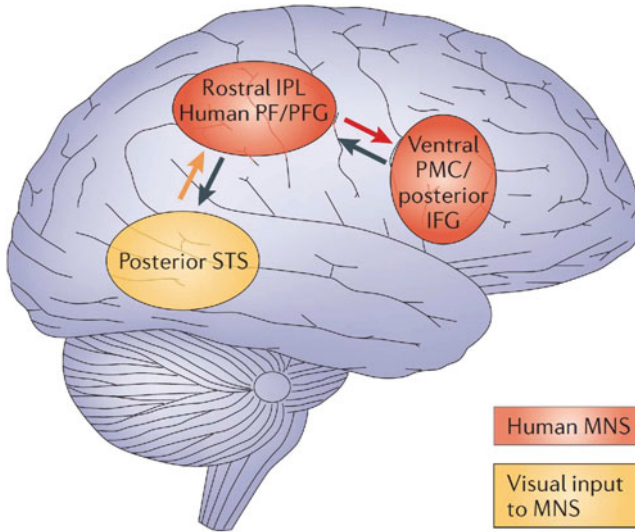 Rostral IPL
Human PF/PFG
Ventral
PMC/
posterior
IFG
Posterior STS
Human MNS
Visual input
to MNS